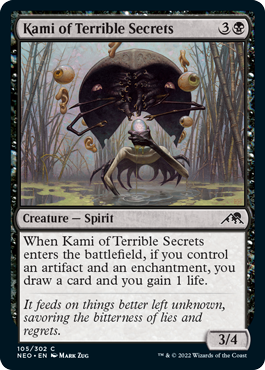 Kami of Terrible Secrets 3
Creature — Spirit
When Kami of Terrible Secrets
enters the battlefield, if you control
an artifact and an enchantment, you
draw a card and you gain 1 life.
It feeds on things better left unknown,
savoring the bitterness of lies and
regrets.
3/4
105/302 C
NEO • EN Mark Zug
™ & © 2022 Wizards of the Coast